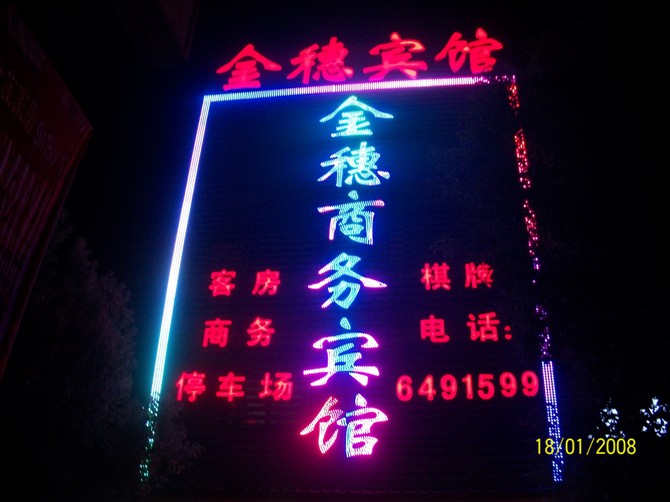 金穗宾馆
金穗商务宾馆
客房
商务
停车场
棋牌
电话:
6491599
18/01/2008